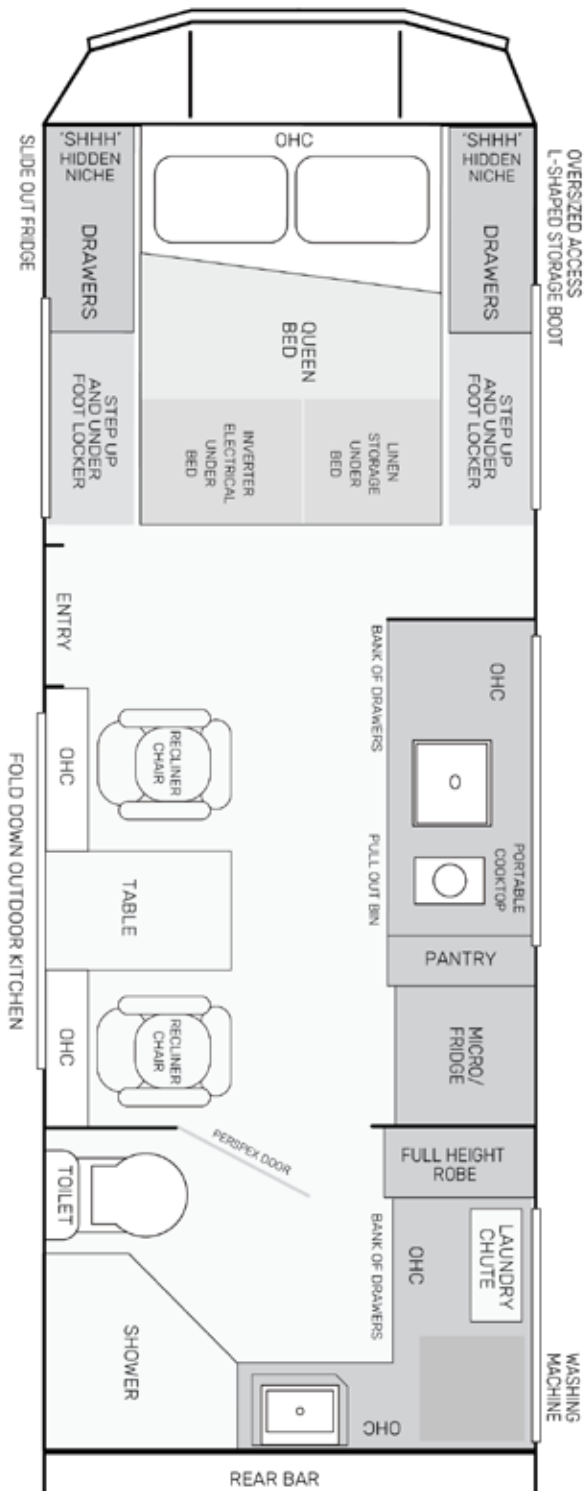 'SHHH'
HIDDEN
NICHE
DRAWERS
OHC
'SHHH'
HIDDEN
NICHE
DRAWERS
SLIDE OUT FRIDGE
OVERSIZED ACCESS
L-SHAPED STORAGE BOOT
QUEEN
BED
STEP UP
AND UNDER
FOOT LOCKER
INVERTER
ELECTRICAL
UNDER
BED
LINEN
STORAGE
UNDER
BED
STEP UP
AND UNDER
FOOT LOCKER
ENTRY
BANK OF DRAWERS
OHC
OHC
RECLINER
CHAIR
PULL OUT BIN
PORTABLE
COOKTOP
FOLD DOWN OUTDOOR KITCHEN
TABLE
PANTRY
OHC
RECLINER
CHAIR
MICRO/
FRIDGE
PERSPEX DOOR
FULL HEIGHT
ROBE
TOILET
BANK OF DRAWERS
OHC
LAUNDRY
CHUTE
SHOWER
WASHING
MACHINE
OHC
REAR BAR